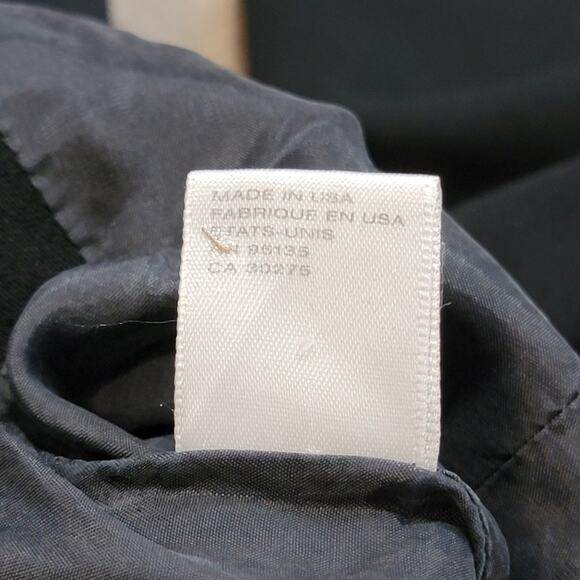 MADE IN USA
FABRIQUE EN USA
ETATS-UNIS
RN 95135
CA 30275